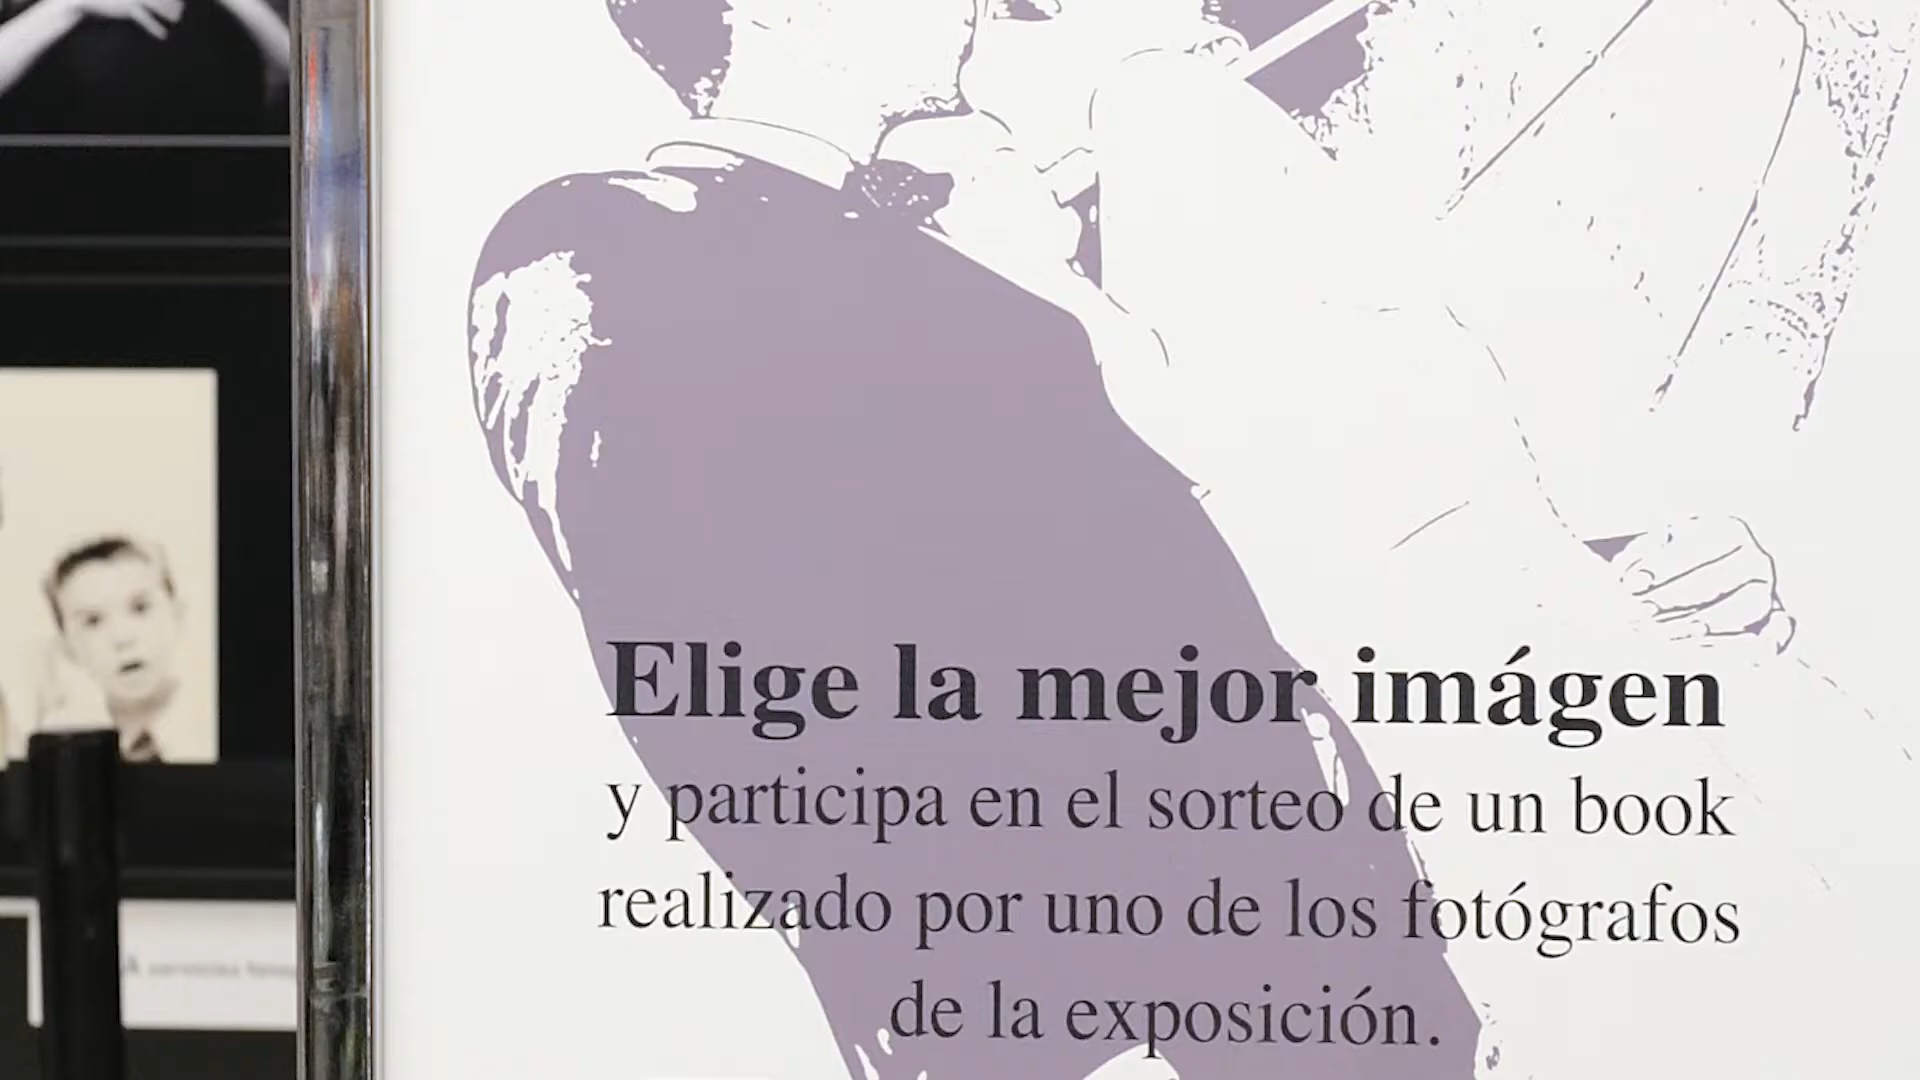 Elige la mejor imágen
y participa en el sorteo de un book
realizado por uno de los fotógrafos
de la exposición.